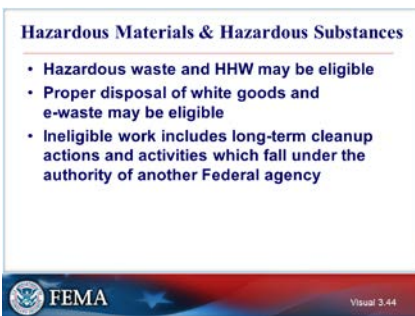 Hazardous Materials & Hazardous Substances
• Hazardous waste and HHW may be eligible
• Proper disposal of white goods and
e-waste may be eligible
• Ineligible work includes long-term cleanup
actions and activities which fall under the
authority of another Federal agency
FEMA
Visual 3.44